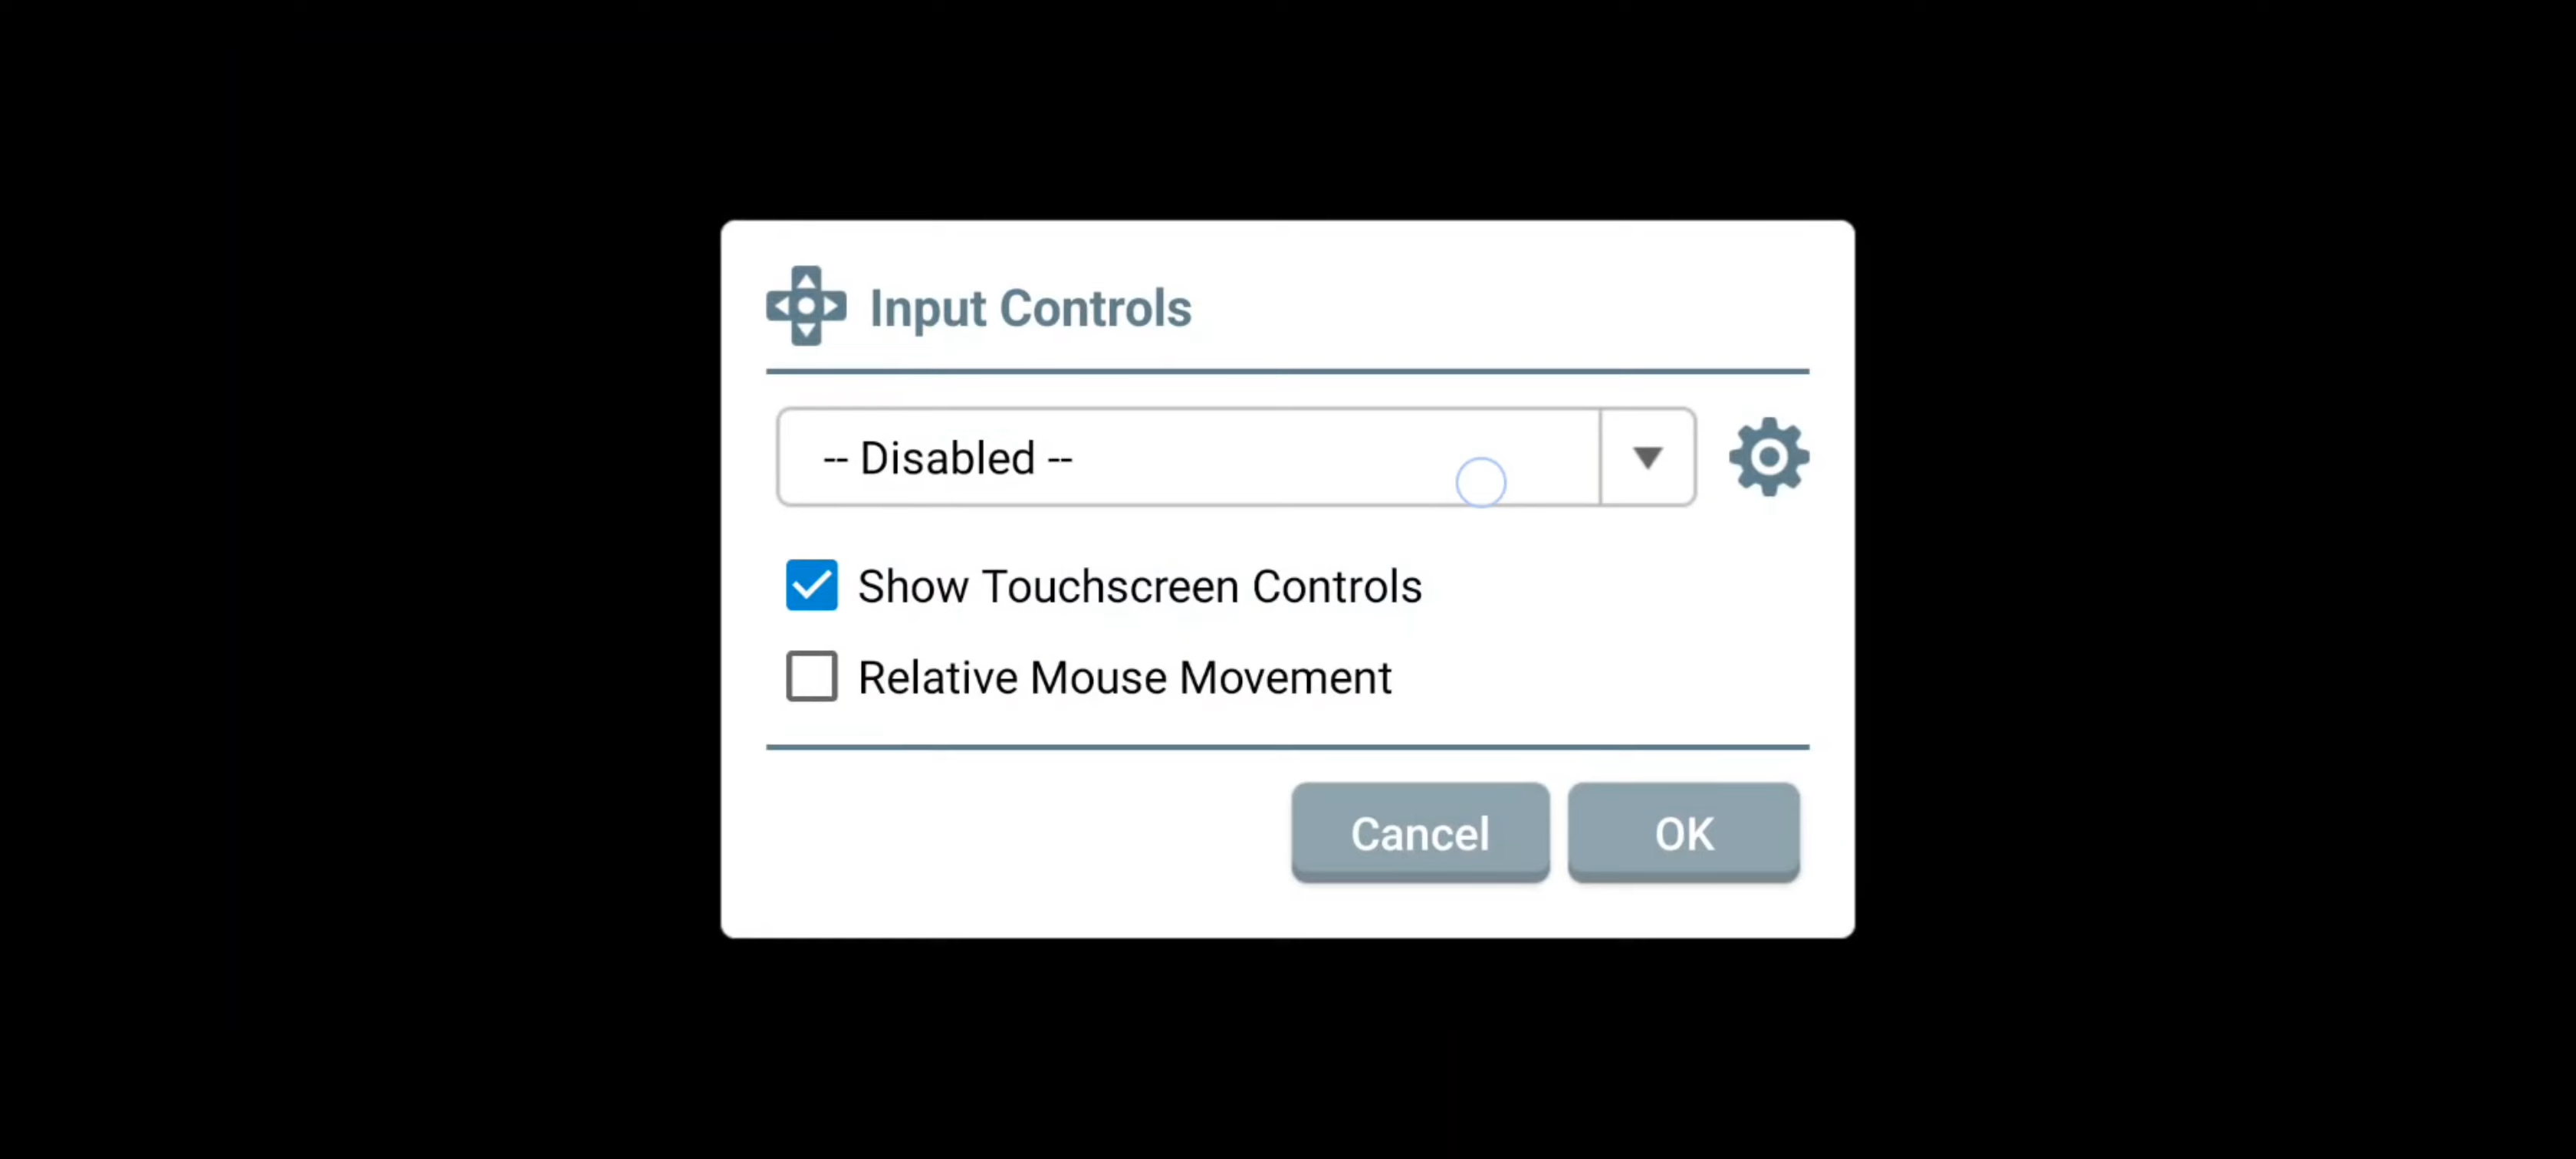 Input Controls
-- Disabled --
Show Touchscreen Controls
Relative Mouse Movement
Cancel OK